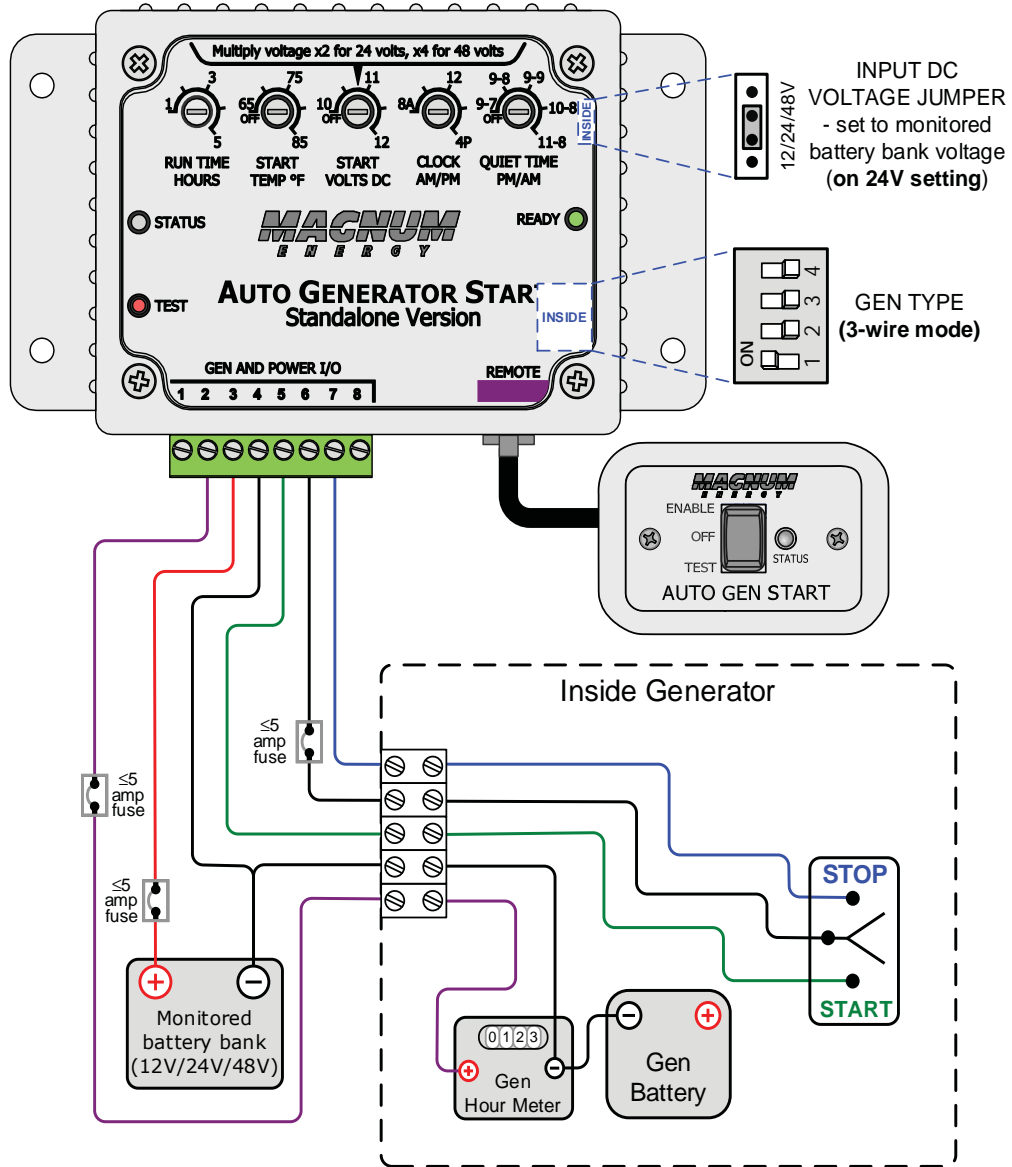 Multiply voltage x2 for 24 volts, x4 for 48 volts
1 3 5
65 OFF 75 85
10 OFF 11 12
8A 12 4P
9-7 OFF 9-8 9-9 10-8 11-8
RUN TIME HOURS
START TEMP °F
START VOLTS DC
CLOCK AM/PM
QUIET TIME PM/AM
INSIDE
12/24/48V
INPUT DC
VOLTAGE JUMPER
- set to monitored
battery bank voltage
(on 24V setting)
STATUS
MAGNUM
ENERGY
READY
TEST
AUTO GENERATOR START
Standalone Version
INSIDE
ON
1 2 3 4
GEN TYPE
(3-wire mode)
GEN AND POWER I/O
1 2 3 4 5 6 7 8
REMOTE
MAGNUM
ENERGY
ENABLE
OFF
TEST
STATUS
AUTO GEN START
Inside Generator
≤5
amp
fuse
≤5
amp
fuse
≤5
amp
fuse
STOP
START
+ −
Monitored
battery bank
(12V/24V/48V)
0123
+ −
Gen
Hour Meter
− +
Gen
Battery